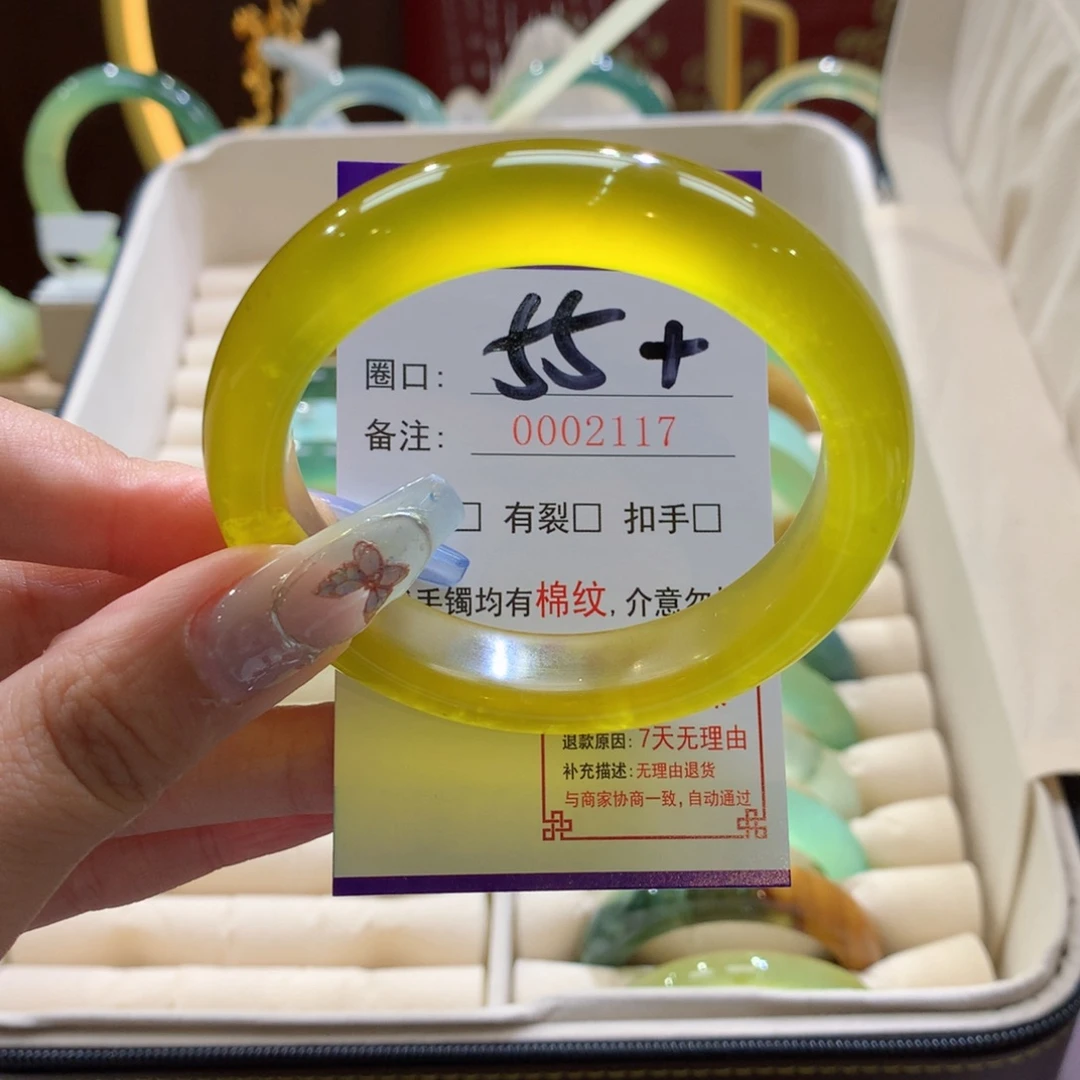 圈口: 55+
备注: 0002117
□ 有裂□ 扣手□
手镯均有棉纹, 介意勿
退款原因: 7天无理由
补充描述: 无理由退货
与商家协商一致, 自动通过